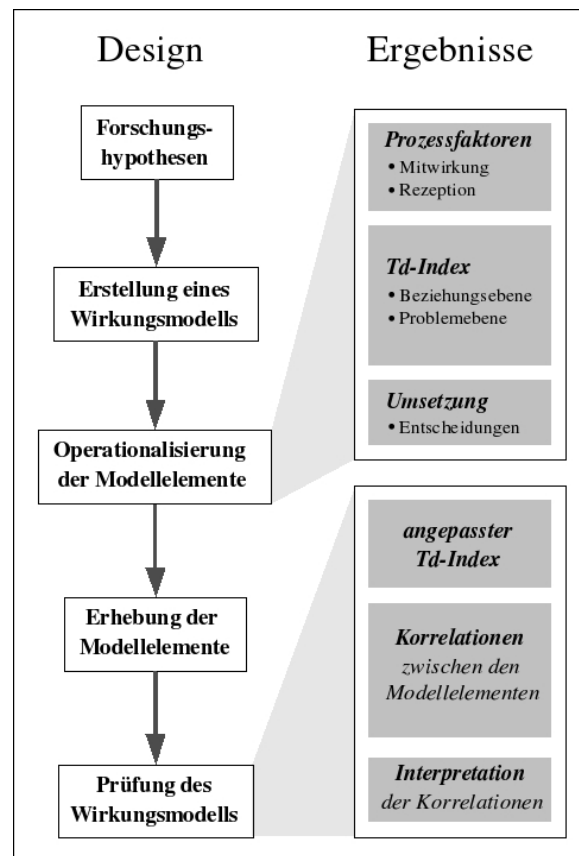 Design
Forschungs-
hypothesen
Erstellung eines
Wirkungsmodells
Operationalisierung
der Modellelemente
Erhebung der
Modellelemente
Prüfung des
Wirkungsmodells
Ergebnisse
Prozessfaktoren
• Mitwirkung
• Rezeption
Td-Index
• Beziehungsebene
• Problemebene
Umsetzung
• Entscheidungen
angepasster
Td-Index
Korrelationen
zwischen den
Modellelementen
Interpretation
der Korrelationen